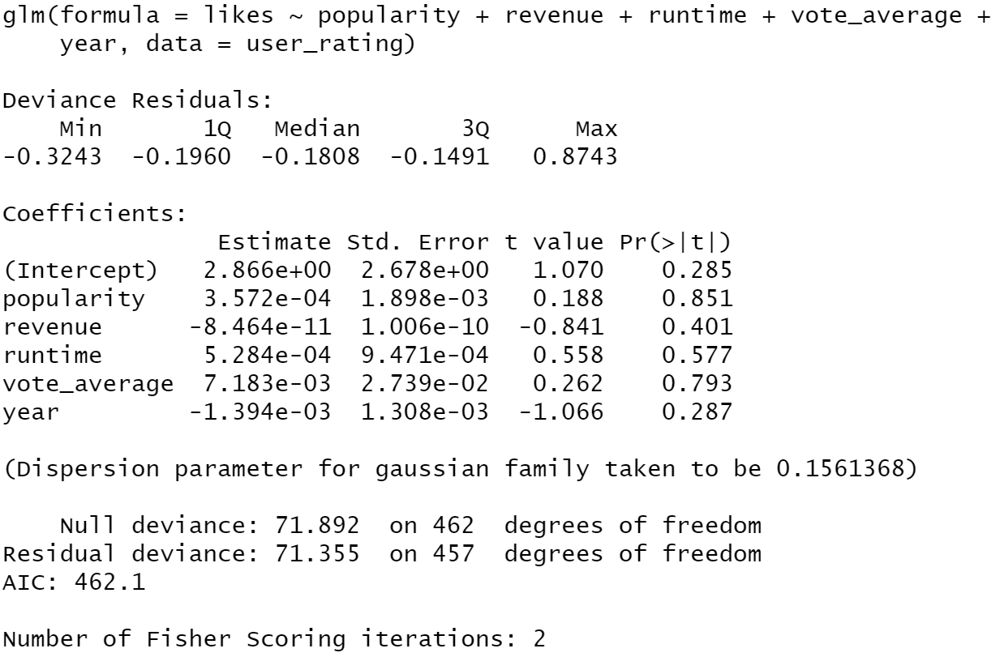 glm(formula = likes ~ popularity + revenue + runtime + vote_average +
    year, data = user_rating)

Deviance Residuals:
    Min       1Q   Median       3Q      Max
-0.3243  -0.1960  -0.1808  -0.1491   0.8743

Coefficients:
               Estimate Std. Error t value Pr(>|t|)
(Intercept)   2.866e+00  2.678e+00   1.070    0.285
popularity    3.572e-04  1.898e-03   0.188    0.851
revenue      -8.464e-11  1.006e-10  -0.841    0.401
runtime       5.284e-04  9.471e-04   0.558    0.577
vote_average  7.183e-03  2.739e-02   0.262    0.793
year         -1.394e-03  1.308e-03  -1.066    0.287

(Dispersion parameter for gaussian family taken to be 0.1561368)

    Null deviance: 71.892  on 462  degrees of freedom
Residual deviance: 71.355  on 457  degrees of freedom
AIC: 462.1

Number of Fisher Scoring iterations: 2